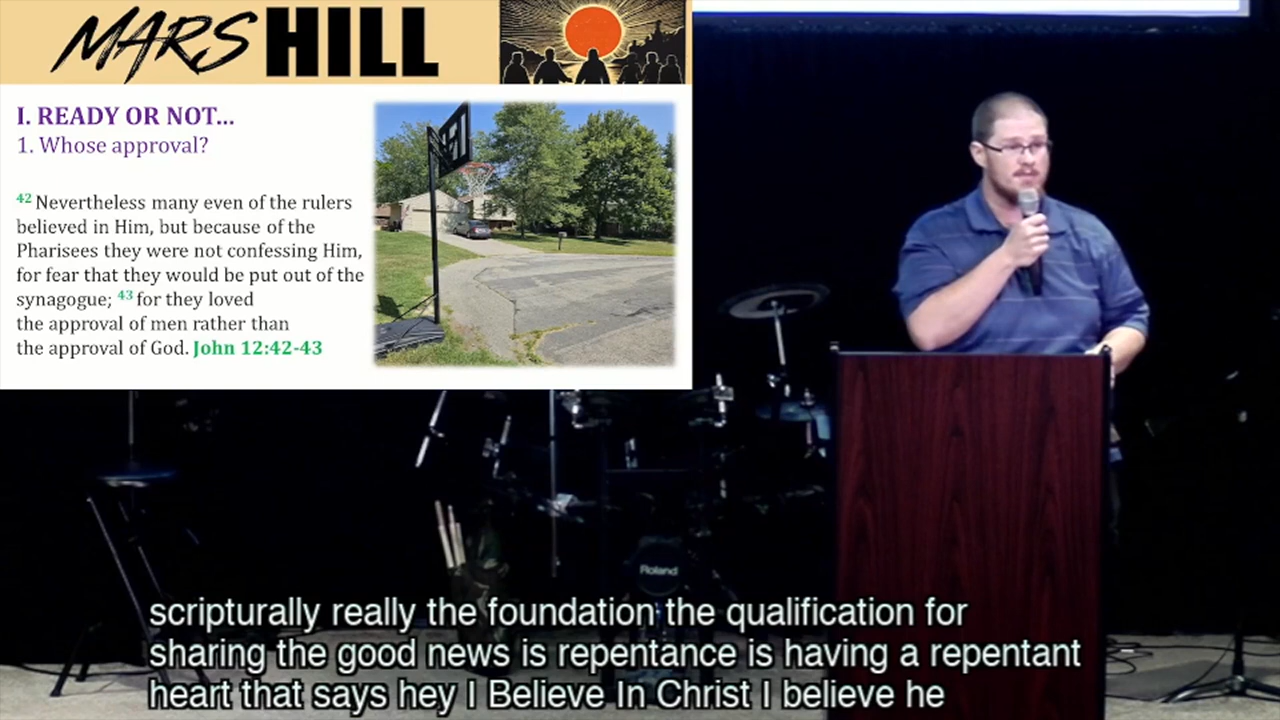 MARS HILL
I. READY OR NOT...
1. Whose approval?
42 Nevertheless many even of the rulers
believed in Him, but because of the
Pharisees they were not confessing Him,
for fear that they would be put out of the
synagogue; 43 for they loved
the approval of men rather than
the approval of God. John 12:42-43
Roland
scripturally really the foundation the qualification for
sharing the good news is repentance is having a repentant
heart that says hey I Believe In Christ I believe he